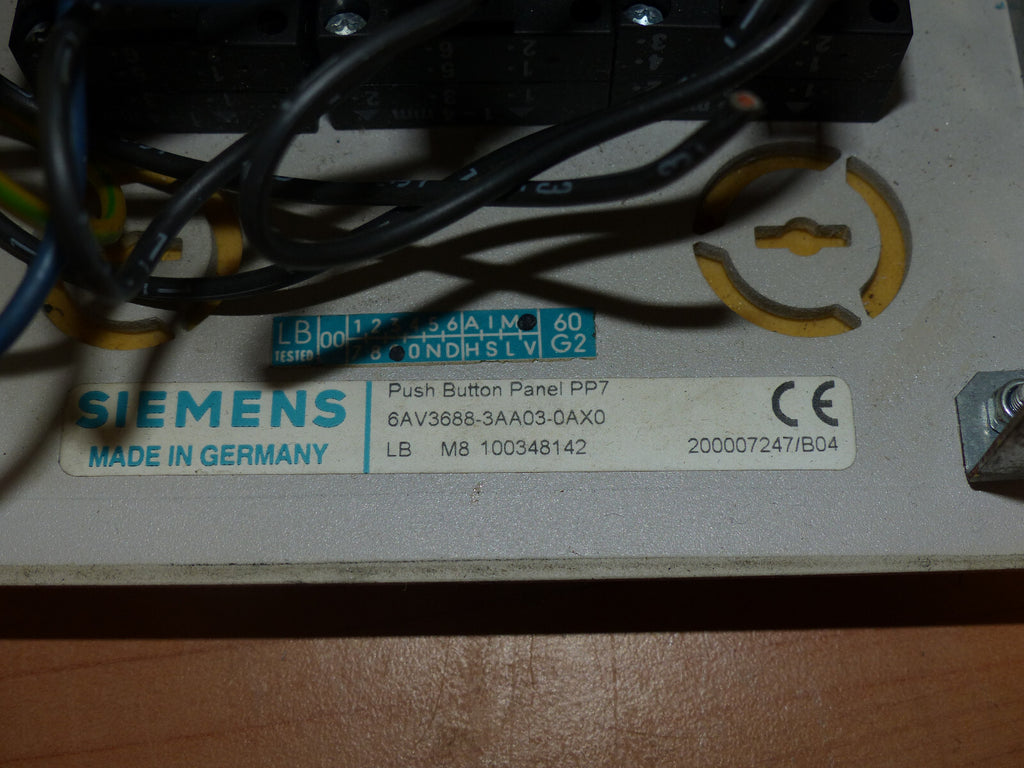 LB 00 1 2 3 4 5 6 A I M 60
TESTED 7 8 0 N D H S L V G2
SIEMENS
MADE IN GERMANY
Push Button Panel PP7
6AV3688-3AA03-0AX0
LB M8 100348142 200007247/B04
CE